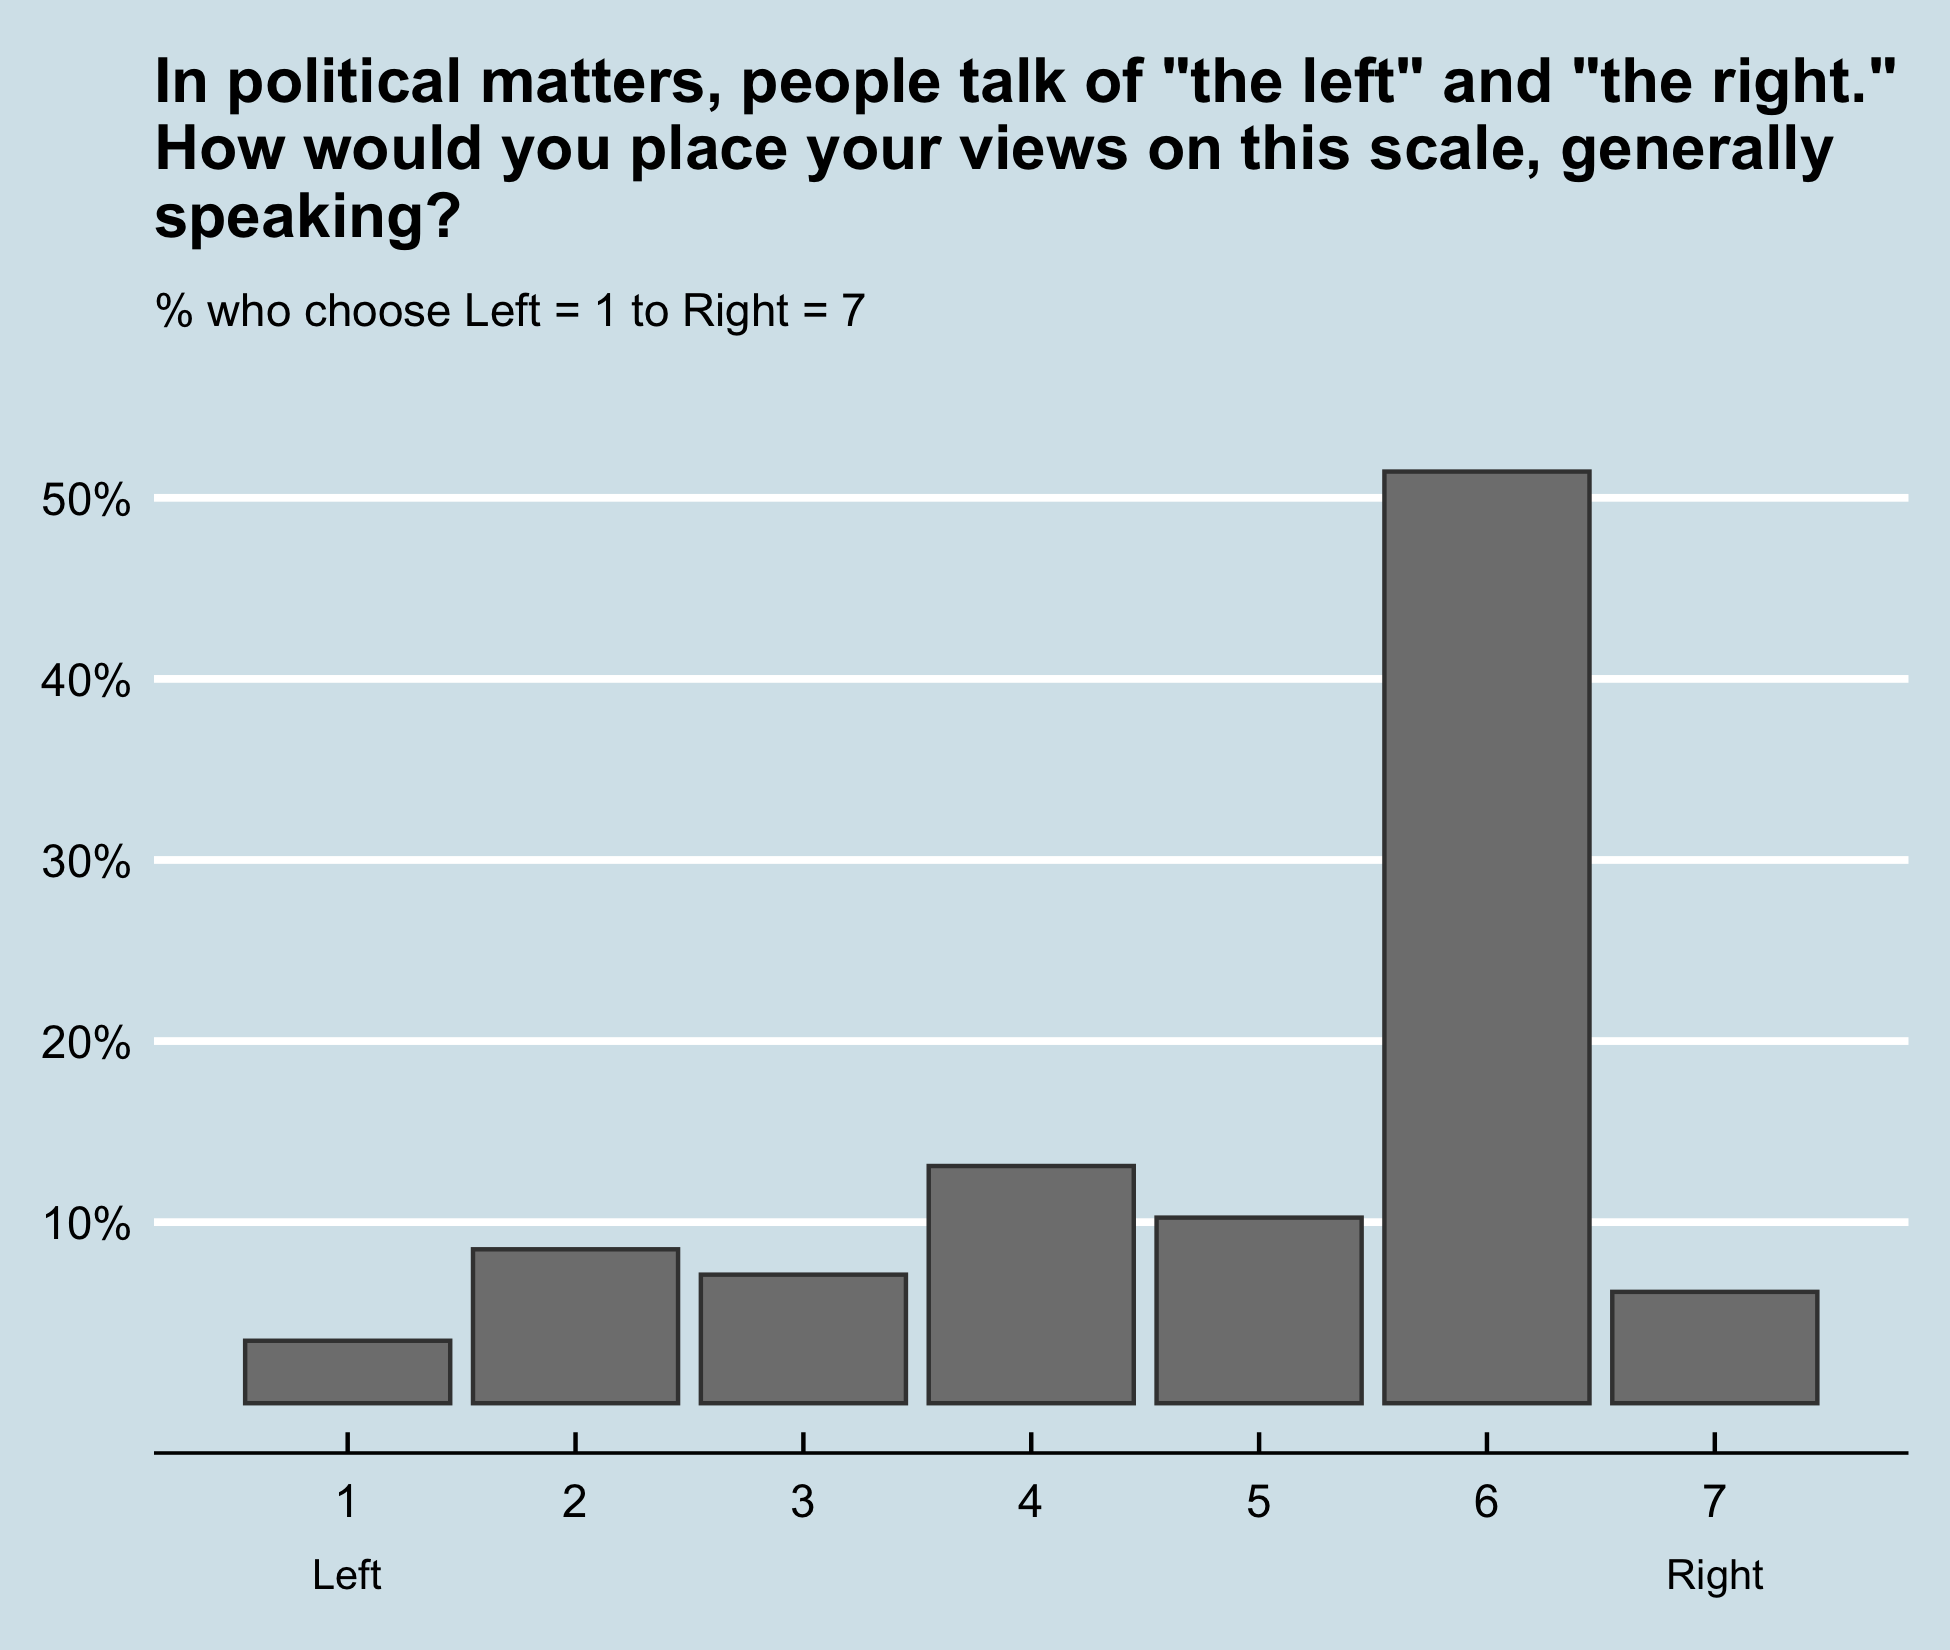 In political matters, people talk of "the left" and "the right."
How would you place your views on this scale, generally
speaking?
% who choose Left = 1 to Right = 7
50%
40%
30%
20%
10%
1 2 3 4 5 6 7
Left Right